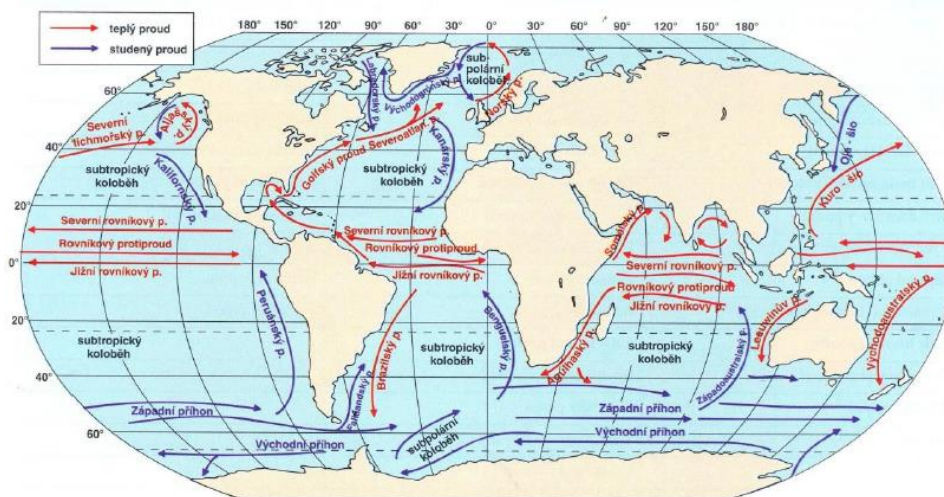 180° 150° 120° 90° 60° 30° 0° 30° 60° 90° 120° 150° 180°
teplý proud
studený proud
60°
40°
20°
0°
20°
40°
60°
Severní
tichmořský p.
Aljašský p.
Kalifornský p.
subtropický
koloběh
Severní rovníkový p.
Rovníkový protiproud
Jižní rovníkový p.
Labradorský p.
Východogrónský p.
sub-
polární
koloběh
Norský p.
Golfský proud Severoatlan. p.
subtropický
koloběh
Kanárský p.
Severní rovníkový p.
Rovníkový protiproud
Jižní rovníkový p.
Somálský p.
Severní rovníkový p.
Rovníkový protiproud
Jižní rovníkový p.
Oja - šio
Kuro - šio
subtropický
koloběh
Peruánský p.
Brazilský p.
subtropický
koloběh
Benguelský p.
Agulhaský p.
subtropický
koloběh
Leeuwinův p.
Západoaustralský p.
Východoaustralský p.
Falklandský p.
Západní příhon
Východní příhon
subpolární
koloběh
Západní příhon
Východní příhon